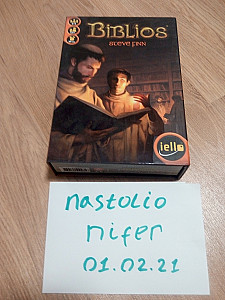 BIBLIOS
STEVE FINN
iello
nastolio
nifer
01.02.21